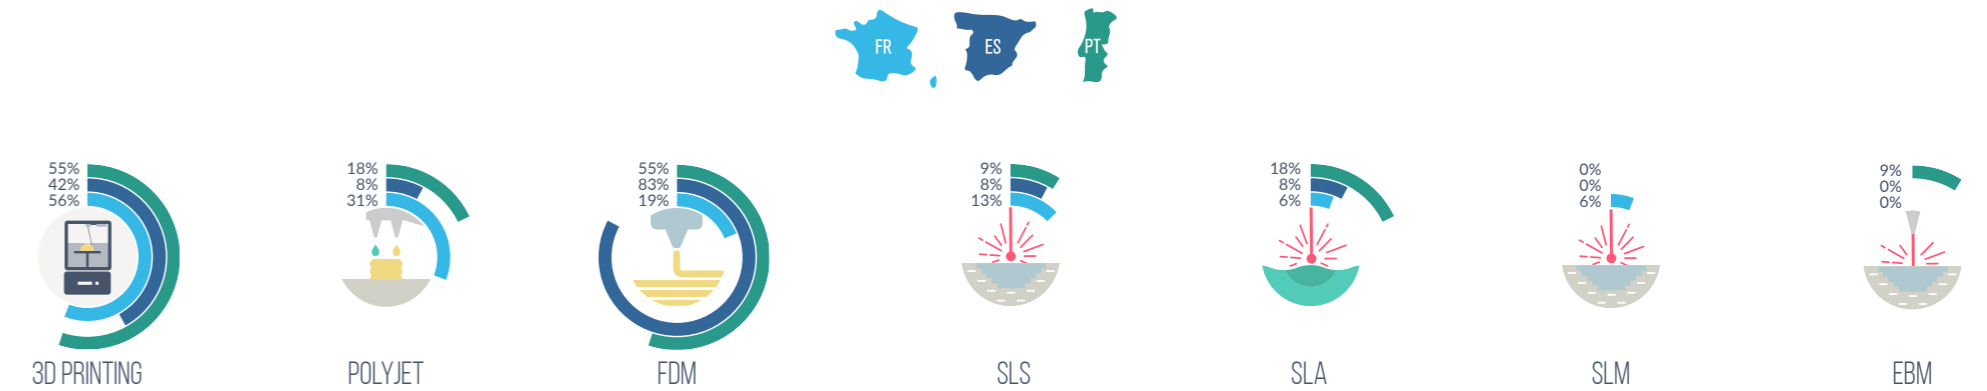 FR ES PT
55%
42%
56%
3D PRINTING
18%
8%
31%
POLYJET
55%
83%
19%
FDM
9%
8%
13%
SLS
18%
8%
6%
SLA
0%
0%
6%
SLM
9%
0%
0%
EBM